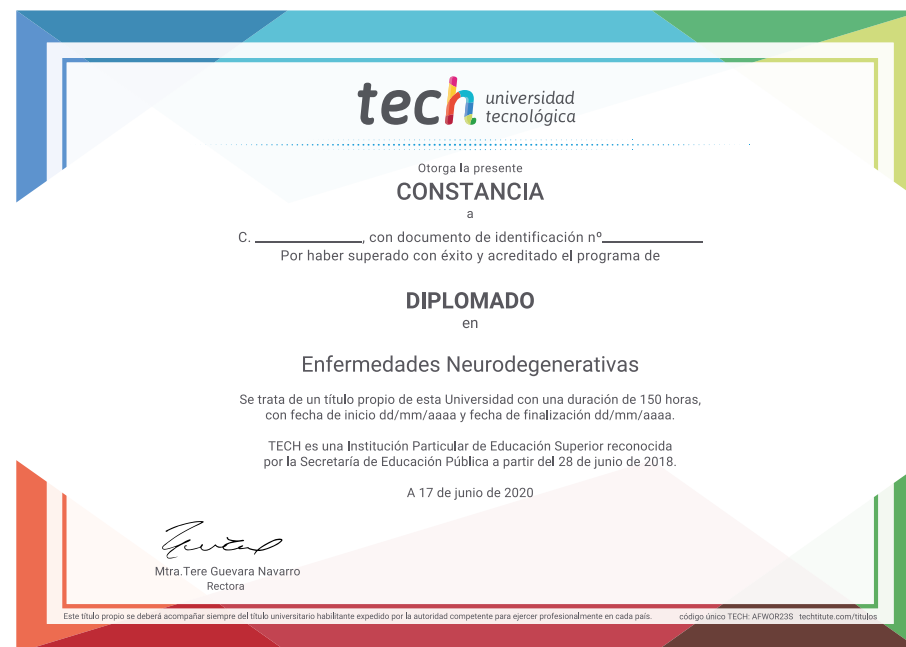 tech universidad
tecnológica
Otorga la presente
CONSTANCIA
a
C. ____________, con documento de identificación nº____________
Por haber superado con éxito y acreditado el programa de
DIPLOMADO
en
Enfermedades Neurodegenerativas
Se trata de un título propio de esta Universidad con una duración de 150 horas,
con fecha de inicio dd/mm/aaaa y fecha de finalización dd/mm/aaaa.
TECH es una Institución Particular de Educación Superior reconocida
por la Secretaría de Educación Pública a partir del 28 de junio de 2018.
A 17 de junio de 2020
Mtra.Tere Guevara Navarro
Rectora
Este título propio se deberá acompañar siempre del título universitario habilitante expedido por la autoridad competente para ejercer profesionalmente en cada país. código único TECH: AFWOR23S techtitute.com/titulos